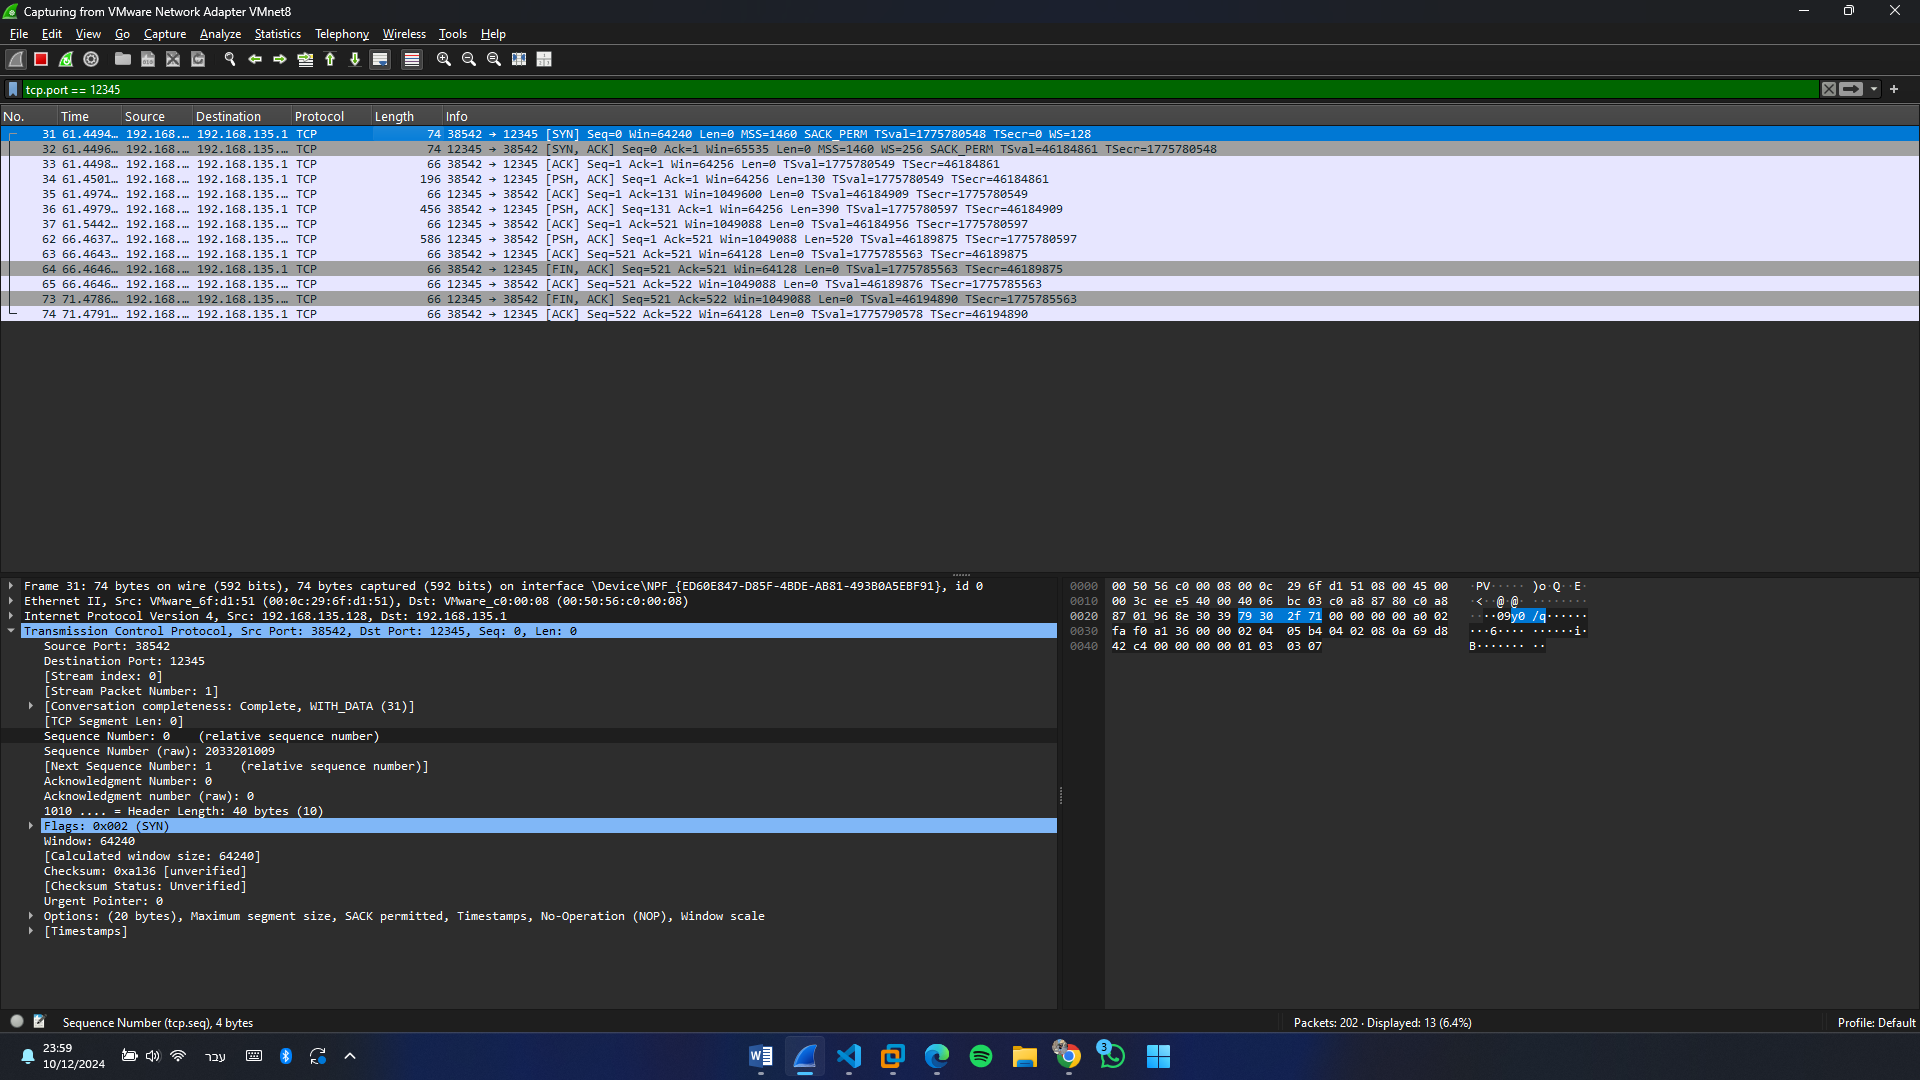 Capturing from VMware Network Adapter VMnet8
File Edit View Go Capture Analyze Statistics Telephony Wireless Tools Help
tcp.port == 12345
No. Time Source Destination Protocol Length Info
31 61.4494… 192.168.… 192.168.135.1 TCP 74 38542 → 12345 [SYN] Seq=0 Win=64240 Len=0 MSS=1460 SACK_PERM TSval=1775780548 TSecr=0 WS=128
32 61.4496… 192.168.… 192.168.135.… TCP 74 12345 → 38542 [SYN, ACK] Seq=0 Ack=1 Win=65535 Len=0 MSS=1460 WS=256 SACK_PERM TSval=46184861 TSecr=1775780548
33 61.4498… 192.168.… 192.168.135.1 TCP 66 38542 → 12345 [ACK] Seq=1 Ack=1 Win=64256 Len=0 TSval=1775780549 TSecr=46184861
34 61.4501… 192.168.… 192.168.135.1 TCP 196 38542 → 12345 [PSH, ACK] Seq=1 Ack=1 Win=64256 Len=130 TSval=1775780549 TSecr=46184861
35 61.4974… 192.168.… 192.168.135.… TCP 66 12345 → 38542 [ACK] Seq=1 Ack=131 Win=1049600 Len=0 TSval=46184909 TSecr=1775780549
36 61.4979… 192.168.… 192.168.135.1 TCP 456 38542 → 12345 [PSH, ACK] Seq=131 Ack=1 Win=64256 Len=390 TSval=1775780597 TSecr=46184909
37 61.5442… 192.168.… 192.168.135.… TCP 66 12345 → 38542 [ACK] Seq=1 Ack=521 Win=1049088 Len=0 TSval=46184956 TSecr=1775780597
62 66.4637… 192.168.… 192.168.135.… TCP 586 12345 → 38542 [PSH, ACK] Seq=1 Ack=521 Win=1049088 Len=520 TSval=46189875 TSecr=1775780597
63 66.4643… 192.168.… 192.168.135.1 TCP 66 38542 → 12345 [ACK] Seq=521 Ack=521 Win=64128 Len=0 TSval=1775785563 TSecr=46189875
64 66.4646… 192.168.… 192.168.135.1 TCP 66 38542 → 12345 [FIN, ACK] Seq=521 Ack=521 Win=64128 Len=0 TSval=1775785563 TSecr=46189875
65 66.4646… 192.168.… 192.168.135.… TCP 66 12345 → 38542 [ACK] Seq=521 Ack=522 Win=1049088 Len=0 TSval=46189876 TSecr=1775785563
73 71.4786… 192.168.… 192.168.135.… TCP 66 12345 → 38542 [FIN, ACK] Seq=521 Ack=522 Win=1049088 Len=0 TSval=46194890 TSecr=1775785563
74 71.4791… 192.168.… 192.168.135.1 TCP 66 38542 → 12345 [ACK] Seq=522 Ack=522 Win=64128 Len=0 TSval=1775790578 TSecr=46194890
Frame 31: 74 bytes on wire (592 bits), 74 bytes captured (592 bits) on interface \Device\NPF_{ED60E847-D85F-4BDE-AB81-493B0A5EBF91}, id 0
Ethernet II, Src: VMware_6f:d1:51 (00:0c:29:6f:d1:51), Dst: VMware_c0:00:08 (00:50:56:c0:00:08)
Internet Protocol Version 4, Src: 192.168.135.128, Dst: 192.168.135.1
Transmission Control Protocol, Src Port: 38542, Dst Port: 12345, Seq: 0, Len: 0
Source Port: 38542
Destination Port: 12345
[Stream index: 0]
[Stream Packet Number: 1]
[Conversation completeness: Complete, WITH_DATA (31)]
[TCP Segment Len: 0]
Sequence Number: 0    (relative sequence number)
Sequence Number (raw): 2033201009
[Next Sequence Number: 1    (relative sequence number)]
Acknowledgment Number: 0
Acknowledgment number (raw): 0
1010 .... = Header Length: 40 bytes (10)
Flags: 0x002 (SYN)
Window: 64240
[Calculated window size: 64240]
Checksum: 0xa136 [unverified]
[Checksum Status: Unverified]
Urgent Pointer: 0
Options: (20 bytes), Maximum segment size, SACK permitted, Timestamps, No-Operation (NOP), Window scale
[Timestamps]
0000 00 50 56 c0 00 08 00 0c 29 6f d1 51 08 00 45 00 ·PV·····)o·Q··E·
0010 00 3c ee e5 40 00 40 06 bc 03 c0 a8 87 80 c0 a8 ·<··@·@·········
0020 87 01 96 8e 30 39 79 30 2f 71 00 00 00 00 a0 02 ····09y0/q······
0030 fa f0 a1 36 00 00 02 04 05 b4 04 02 08 0a 69 d8 ···6··········i·
0040 42 c4 00 00 00 00 01 03 03 07 B·········
Sequence Number (tcp.seq), 4 bytes
Packets: 202 · Displayed: 13 (6.4%)
Profile: Default
23:59
10/12/2024
עבר
3